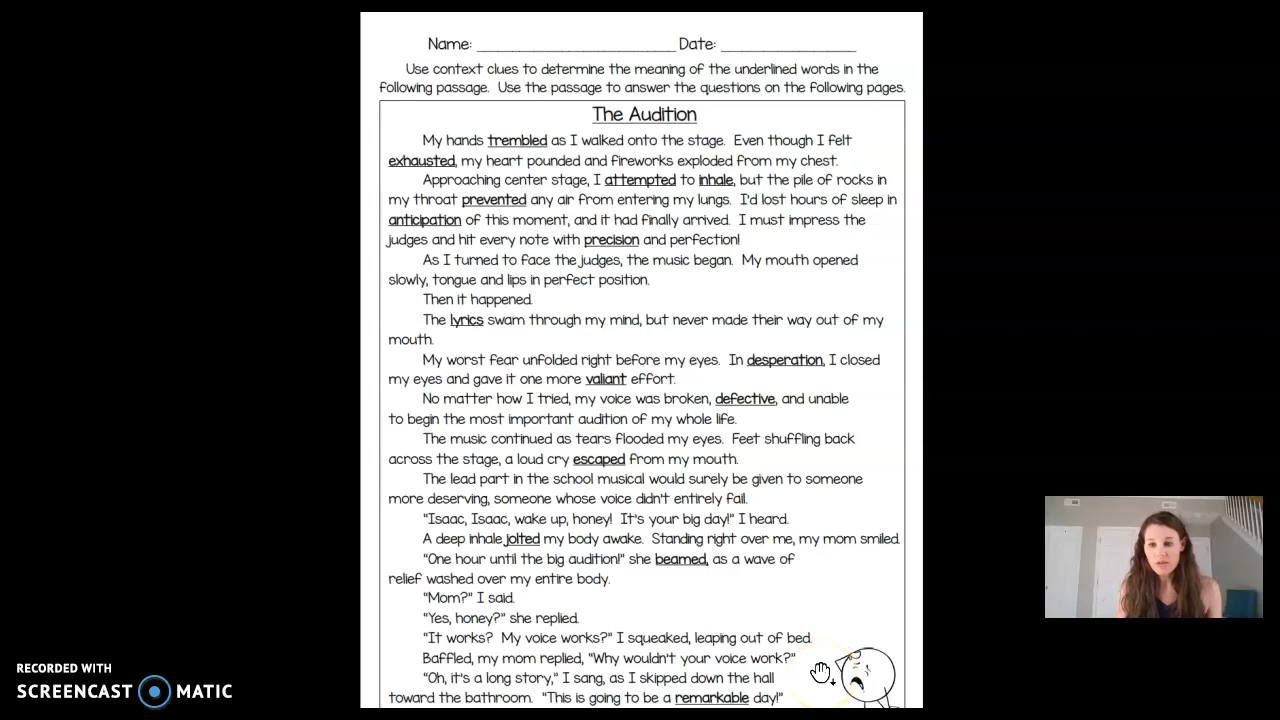 Name: ____________________ Date: ______________
Use context clues to determine the meaning of the underlined words in the
following passage. Use the passage to answer the questions on the following pages.
The Audition
My hands trembled as I walked onto the stage. Even though I felt
exhausted, my heart pounded and fireworks exploded from my chest.
Approaching center stage, I attempted to inhale, but the pile of rocks in
my throat prevented any air from entering my lungs. I'd lost hours of sleep in
anticipation of this moment, and it had finally arrived. I must impress the
judges and hit every note with precision and perfection!
As I turned to face the judges, the music began. My mouth opened
slowly, tongue and lips in perfect position.
Then it happened.
The lyrics swam through my mind, but never made their way out of my
mouth.
My worst fear unfolded right before my eyes. In desperation, I closed
my eyes and gave it one more valiant effort.
No matter how I tried, my voice was broken, defective, and unable
to begin the most important audition of my whole life.
The music continued as tears flooded my eyes. Feet shuffling back
across the stage, a loud cry escaped from my mouth.
The lead part in the school musical would surely be given to someone
more deserving, someone whose voice didn't entirely fail.
"Isaac, Isaac, wake up, honey! It's your big day!" I heard.
A deep inhale jolted my body awake. Standing right over me, my mom smiled.
"One hour until the big audition!" she beamed, as a wave of
relief washed over my entire body.
"Mom?" I said.
"Yes, honey?" she replied.
"It works? My voice works?" I squeaked, leaping out of bed.
Baffled, my mom replied, "Why wouldn't your voice work?"
"Oh, it's a long story," I sang, as I skipped down the hall
toward the bathroom. "This is going to be a remarkable day!"
RECORDED WITH
SCREENCAST MATIC